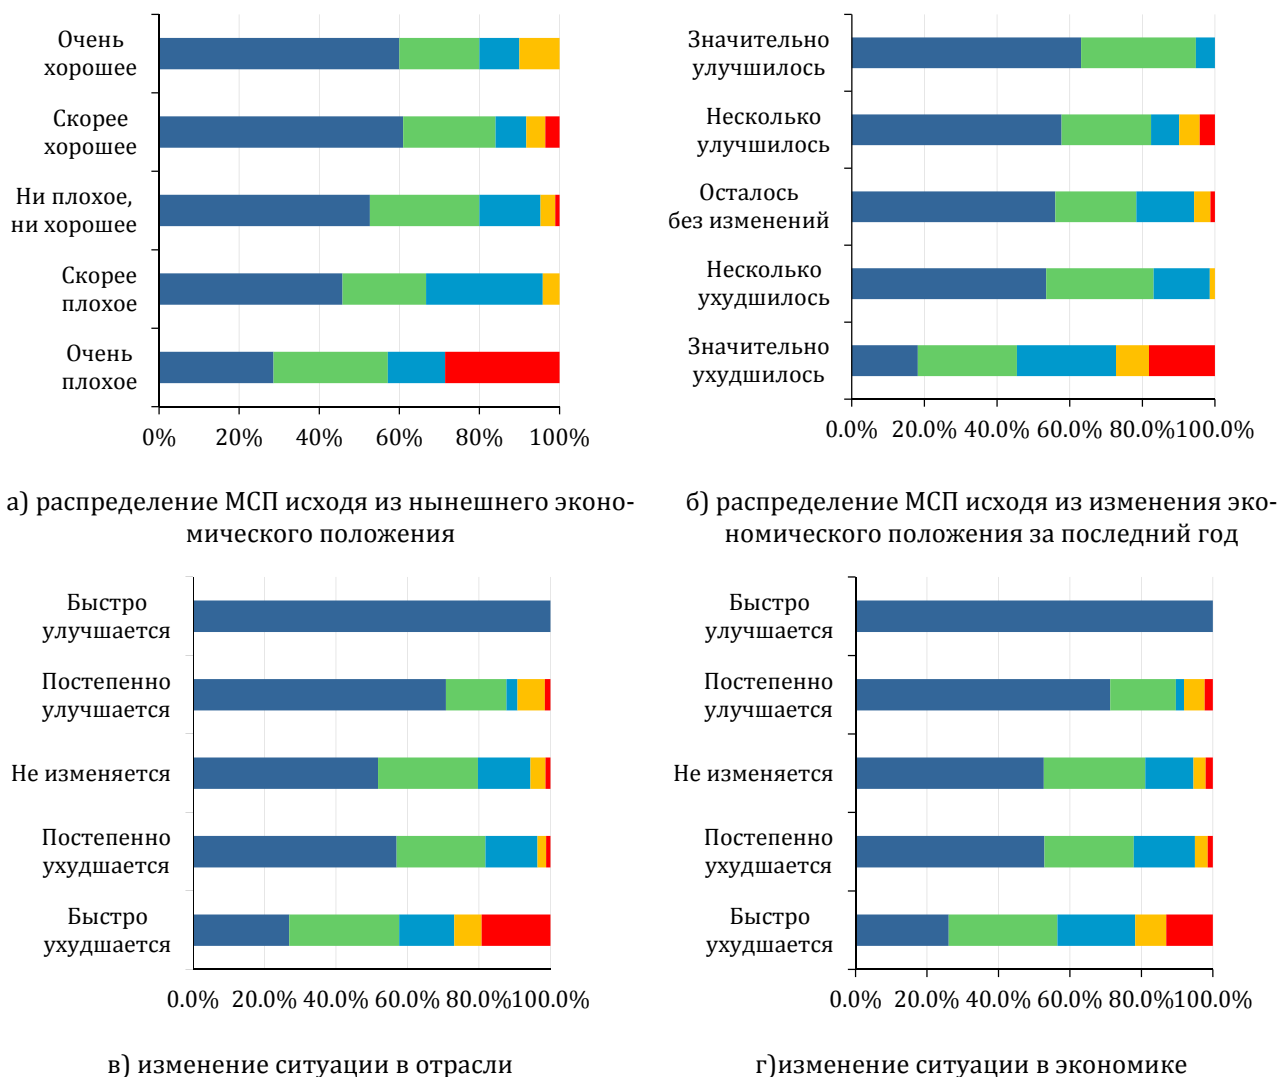 Очень
хорошее
Скорее
хорошее
Ни плохое,
ни хорошее
Скорее
плохое
Очень
плохое
0% 20% 40% 60% 80% 100%
а) распределение МСП исходя из нынешнего эконо-
мического положения
Значительно
улучшилось
Несколько
улучшилось
Осталось
без изменений
Несколько
ухудшилось
Значительно
ухудшилось
0.0% 20.0% 40.0% 60.0% 80.0%100.0%
б) распределение МСП исходя из изменения эко-
номического положения за последний год
Быстро
улучшается
Постепенно
улучшается
Не изменяется
Постепенно
ухудшается
Быстро
ухудшается
0.0% 20.0% 40.0% 60.0% 80.0%100.0%
в) изменение ситуации в отрасли
Быстро
улучшается
Постепенно
улучшается
Не изменяется
Постепенно
ухудшается
Быстро
ухудшается
0.0% 20.0% 40.0% 60.0% 80.0%100.0%
г)изменение ситуации в экономике